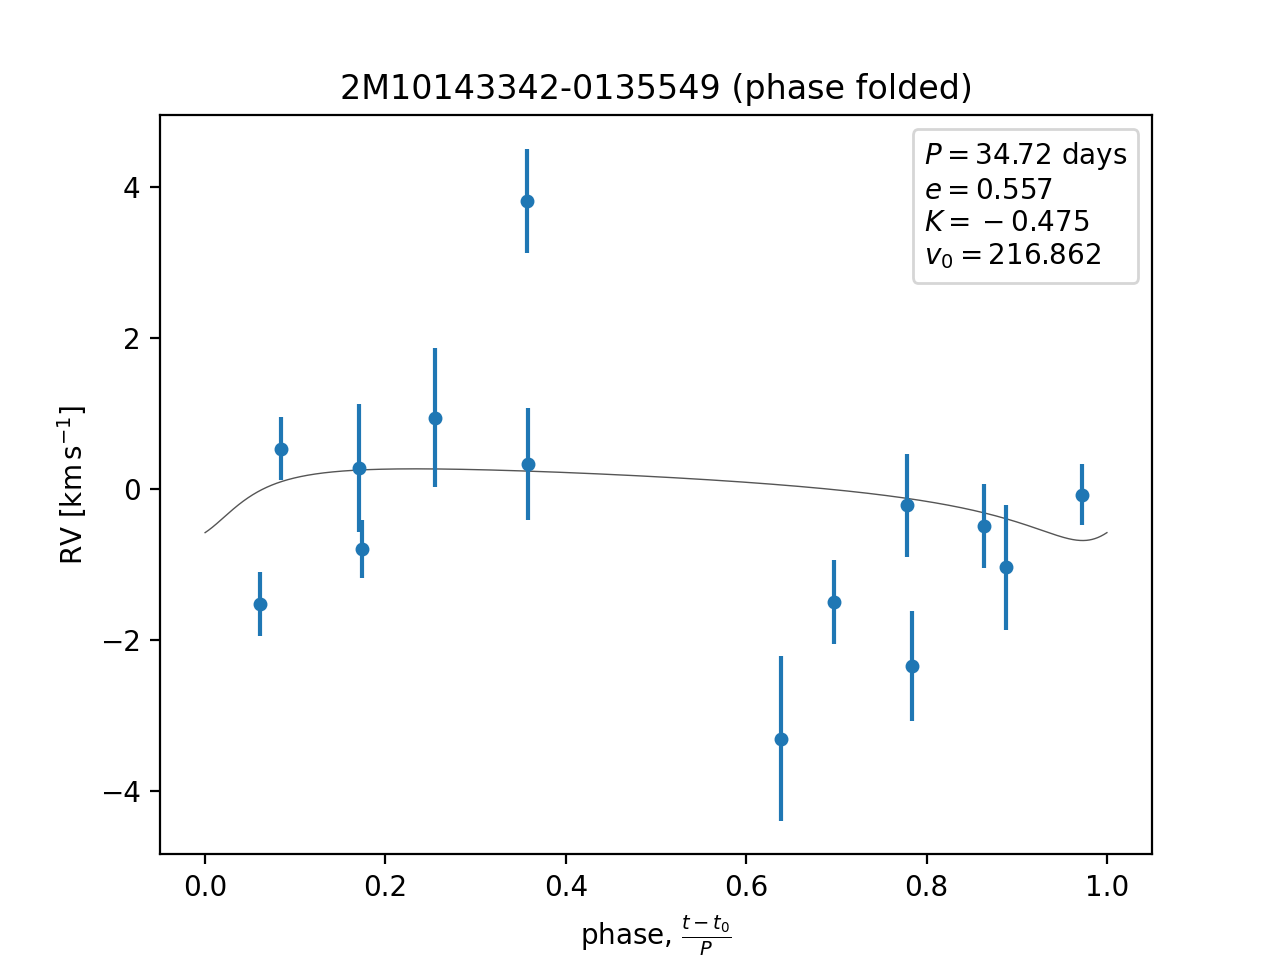 2M10143342-0135549 (phase folded)
P = 34.72 days
e = 0.557
K = −0.475
v₀ = 216.862
4
2
0
−2
−4
RV [km s⁻¹]
0.0 0.2 0.4 0.6 0.8 1.0
phase, (t − t₀)/P